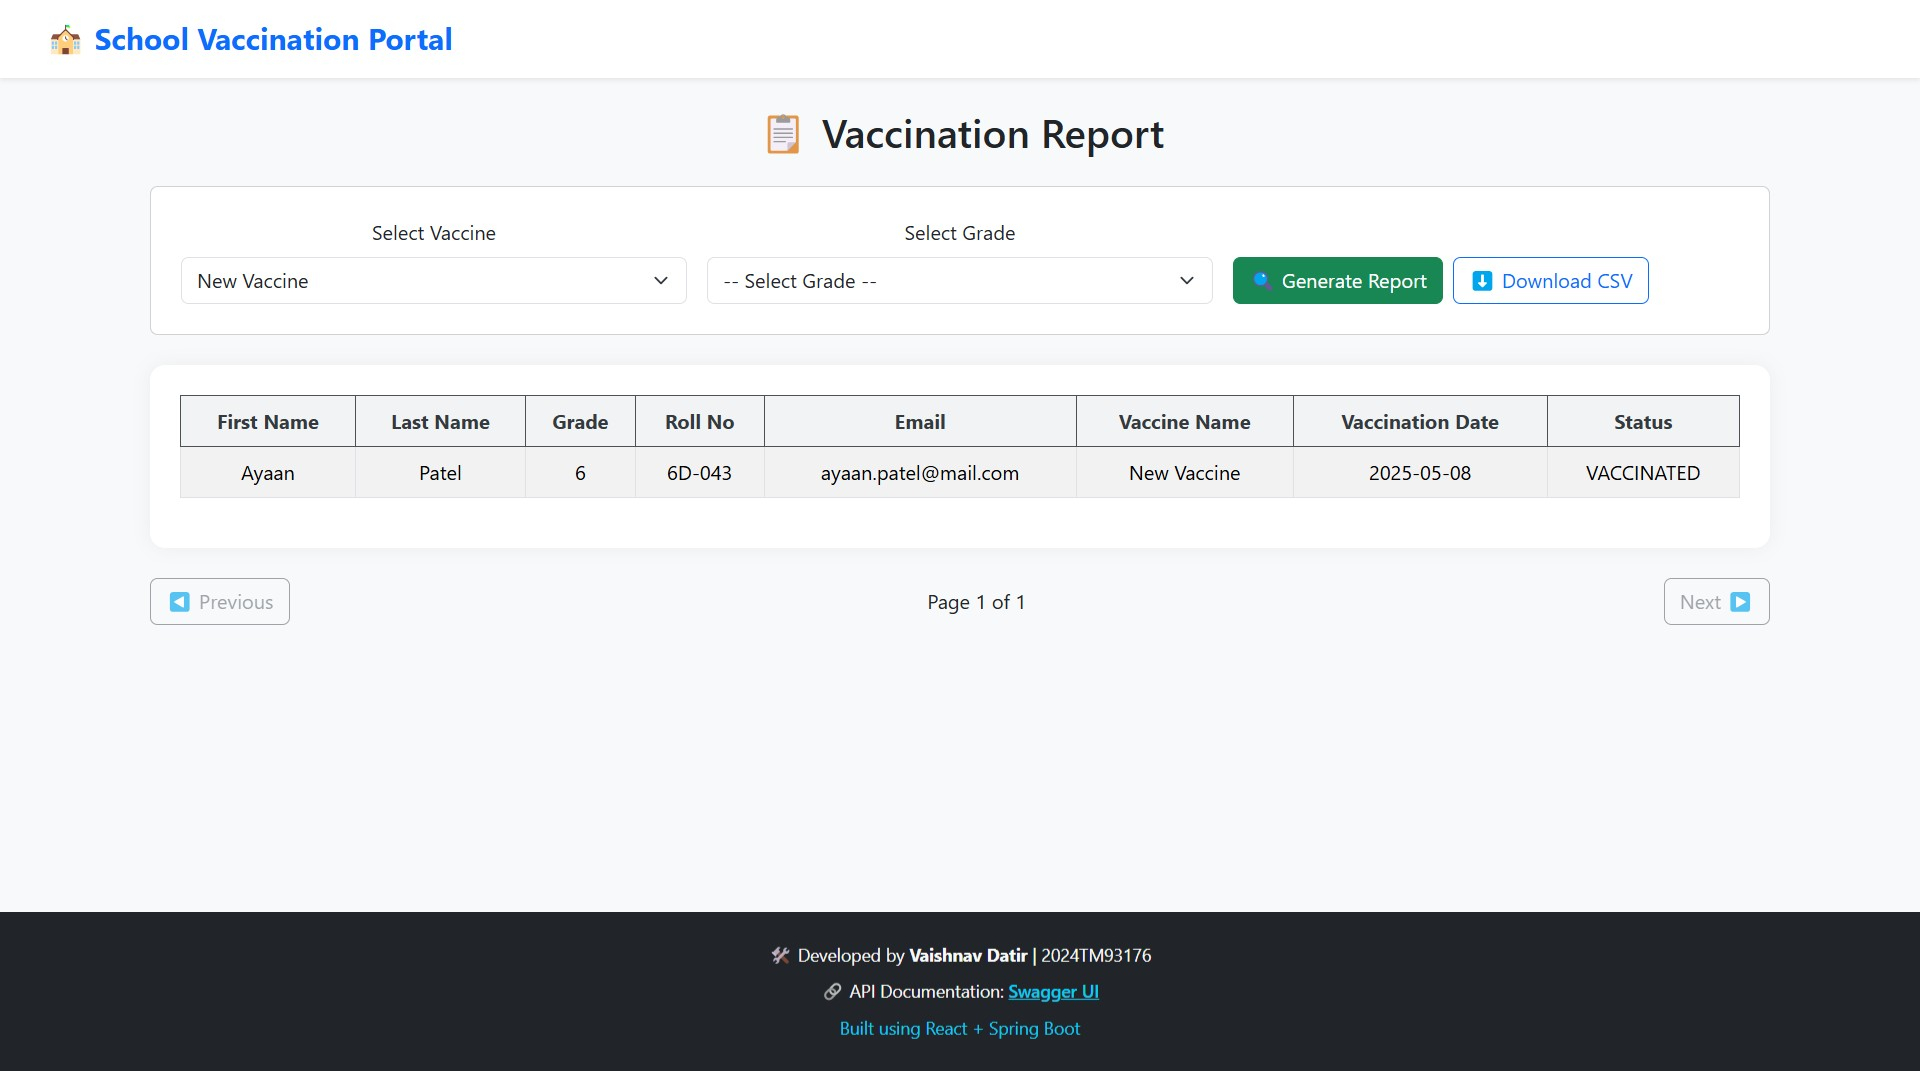 School Vaccination Portal
Vaccination Report
Select Vaccine
Select Grade
New Vaccine
-- Select Grade --
Generate Report
Download CSV
First Name Last Name Grade Roll No Email Vaccine Name Vaccination Date Status
Ayaan Patel 6 6D-043 ayaan.patel@mail.com New Vaccine 2025-05-08 VACCINATED
Previous
Page 1 of 1
Next
Developed by Vaishnav Datir | 2024TM93176
API Documentation: Swagger UI
Built using React + Spring Boot